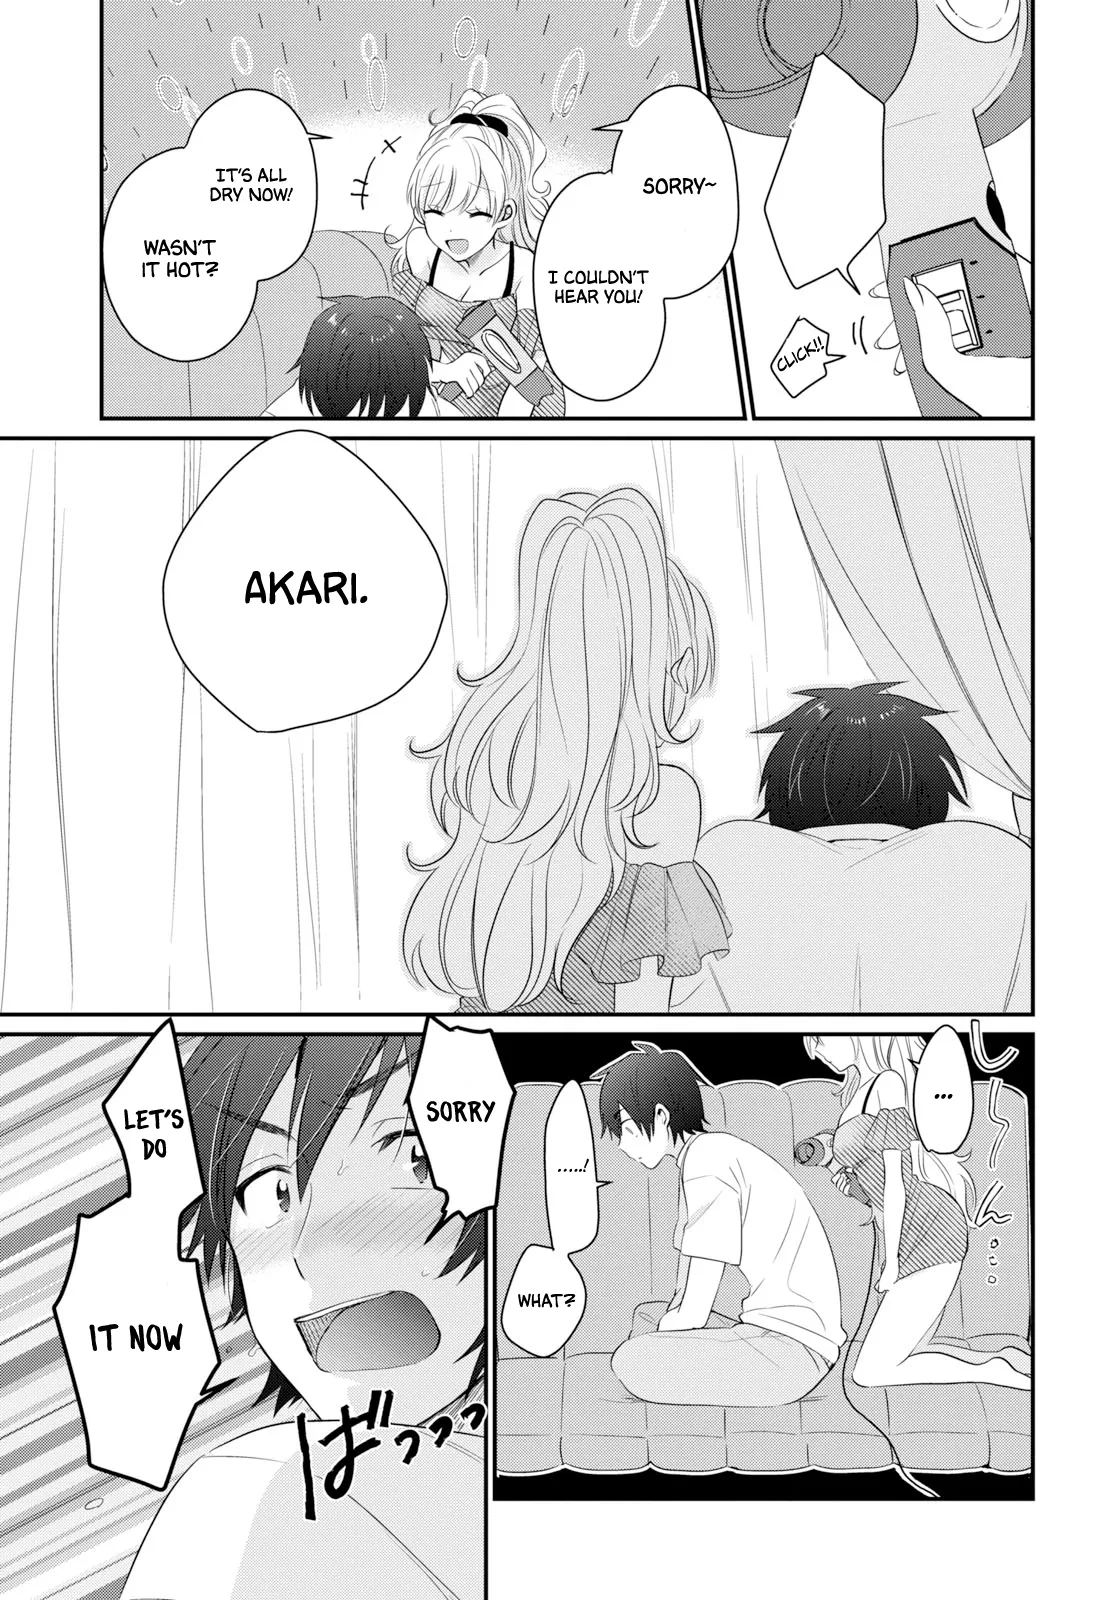 CLICK!!
SORRY~
I COULDN'T
HEAR YOU!
IT'S ALL
DRY NOW!
WASN'T
IT HOT?
AKARI.
...
しーん...
.....!
WHAT?
SORRY
LET'S
DO
IT NOW
ばっっっ